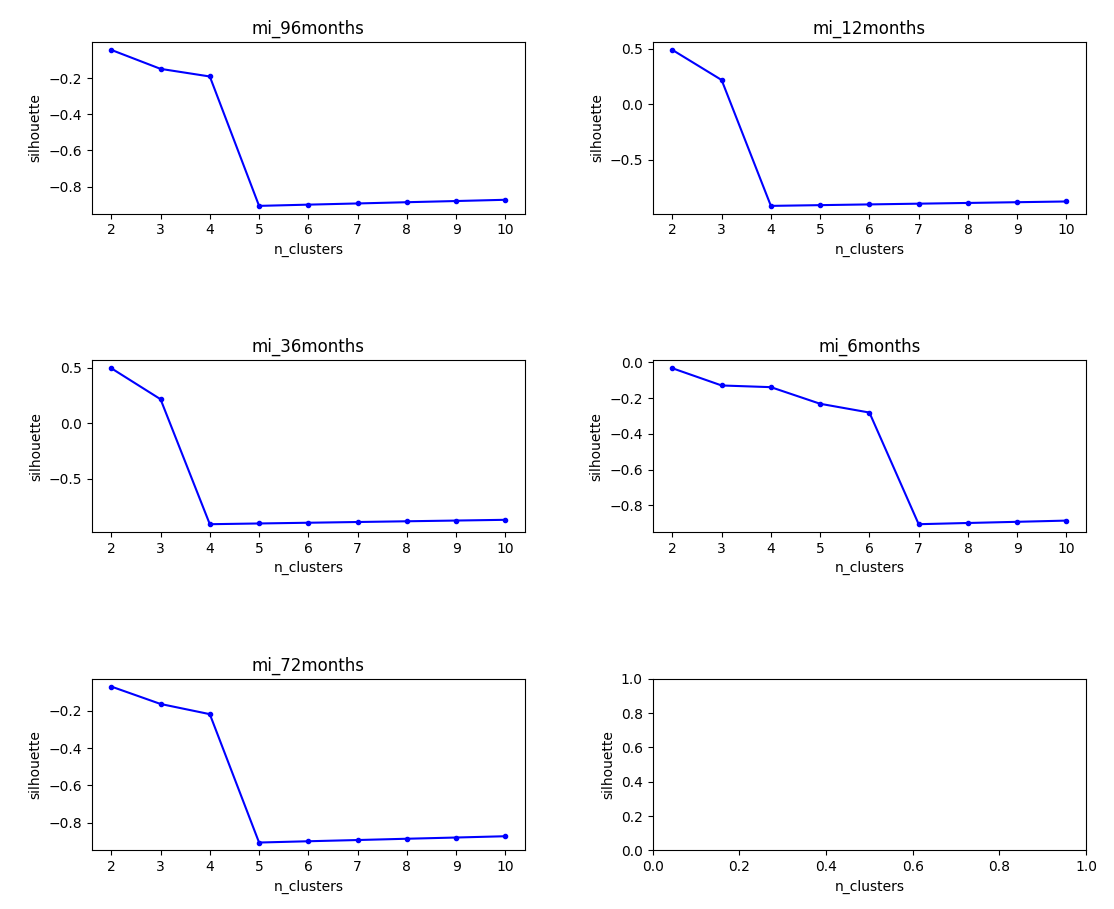 mi_96months
silhouette
−0.2
−0.4
−0.6
−0.8
2 3 4 5 6 7 8 9 10
n_clusters
mi_12months
silhouette
0.5
0.0
−0.5
2 3 4 5 6 7 8 9 10
n_clusters
mi_36months
silhouette
0.5
0.0
−0.5
2 3 4 5 6 7 8 9 10
n_clusters
mi_6months
silhouette
0.0
−0.2
−0.4
−0.6
−0.8
2 3 4 5 6 7 8 9 10
n_clusters
mi_72months
silhouette
−0.2
−0.4
−0.6
−0.8
2 3 4 5 6 7 8 9 10
n_clusters
silhouette
1.0
0.8
0.6
0.4
0.2
0.0
0.0 0.2 0.4 0.6 0.8 1.0
n_clusters